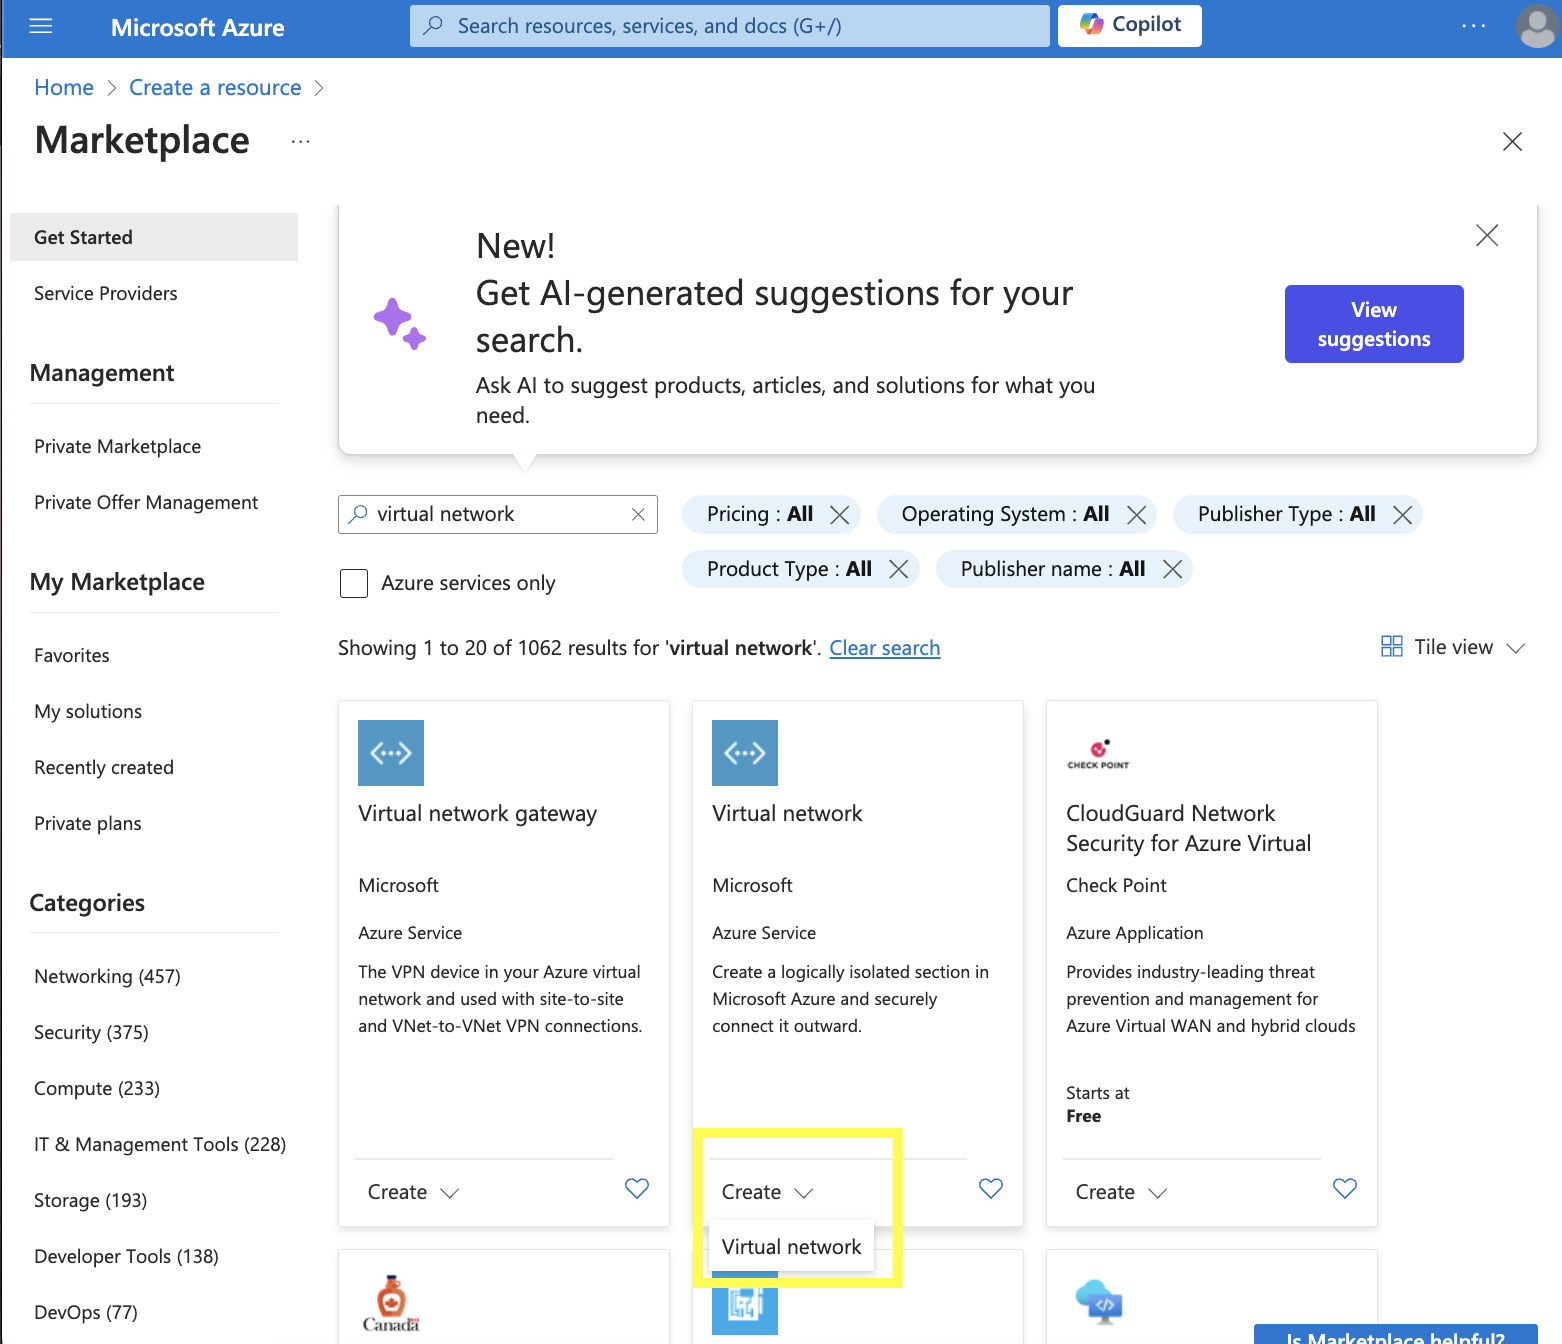 Microsoft Azure
Search resources, services, and docs (G+/)
Copilot
...
Home > Create a resource >
Marketplace ...
Get Started
Service Providers
Management
Private Marketplace
Private Offer Management
My Marketplace
Favorites
My solutions
Recently created
Private plans
Categories
Networking (457)
Security (375)
Compute (233)
IT & Management Tools (228)
Storage (193)
Developer Tools (138)
DevOps (77)
New!
Get AI-generated suggestions for your
search.
Ask AI to suggest products, articles, and solutions for what you
need.
View
suggestions
virtual network
Pricing : All
Operating System : All
Publisher Type : All
Product Type : All
Publisher name : All
Azure services only
Showing 1 to 20 of 1062 results for 'virtual network'. Clear search
Tile view
Virtual network gateway
Microsoft
Azure Service
The VPN device in your Azure virtual
network and used with site-to-site
and VNet-to-VNet VPN connections.
Create
Virtual network
Microsoft
Azure Service
Create a logically isolated section in
Microsoft Azure and securely
connect it outward.
Create
Virtual network
CHECK POINT
CloudGuard Network
Security for Azure Virtual
Check Point
Azure Application
Provides industry-leading threat
prevention and management for
Azure Virtual WAN and hybrid clouds
Starts at
Free
Create
Canada
Is Marketplace helpful?